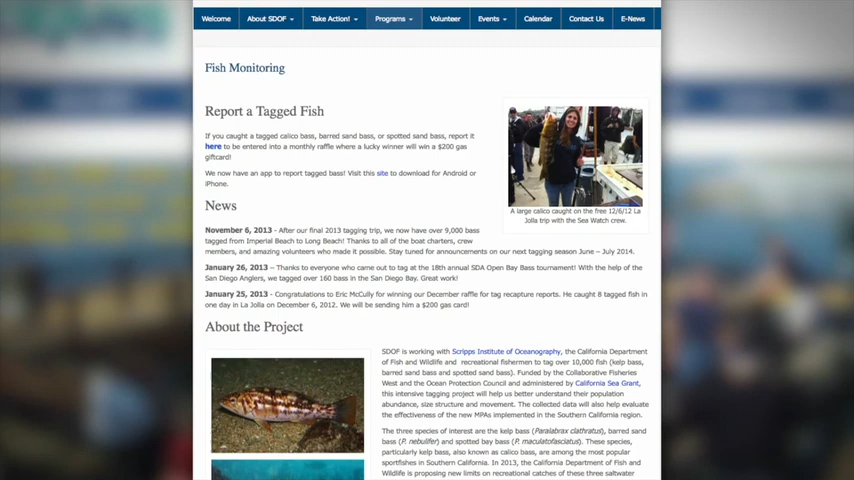 Welcome About SDOF Take Action! Programs Volunteer Events Calendar Contact Us E-News
Fish Monitoring
Report a Tagged Fish
If you caught a tagged calico bass, barred sand bass, or spotted sand bass, report it
here to be entered into a monthly raffle where a lucky winner will win a $200 gas
giftcard!
We now have an app to report tagged bass! Visit this site to download for Android or
iPhone.
A large calico caught on the free 12/6/12 La
Jolla trip with the Sea Watch crew.
News
November 6, 2013 - After our final 2013 tagging trip, we now have over 9,000 bass
tagged from Imperial Beach to Long Beach! Thanks to all of the boat charters, crew
members, and amazing volunteers who made it possible. Stay tuned for announcements on our next tagging season June – July 2014.
January 26, 2013 – Thanks to everyone who came out to tag at the 18th annual SDA Open Bay Bass tournament! With the help of the
San Diego Anglers, we tagged over 160 bass in the San Diego Bay. Great work!
January 25, 2013 - Congratulations to Eric McCully for winning our December raffle for tag recapture reports. He caught 8 tagged fish in
one day in La Jolla on December 6, 2012. We will be sending him a $200 gas card!
About the Project
SDOF is working with Scripps Institute of Oceanography, the California Department
of Fish and Wildlife and recreational fishermen to tag over 10,000 fish (kelp bass,
barred sand bass and spotted sand bass). Funded by the Collaborative Fisheries
West and the Ocean Protection Council and administered by California Sea Grant,
this intensive tagging project will help us better understand their population
abundance, size structure and movement. The collected data will also help evaluate
the effectiveness of the new MPAs implemented in the Southern California region.
The three species of interest are the kelp bass (Paralabrax clathratus), barred sand
bass (P. nebulifer) and spotted bay bass (P. maculatofasciatus). These species,
particularly kelp bass, also known as calico bass, are among the most popular
sportfishes in Southern California. In 2013, the California Department of Fish and
Wildlife is proposing new limits on recreational catches of these three saltwater